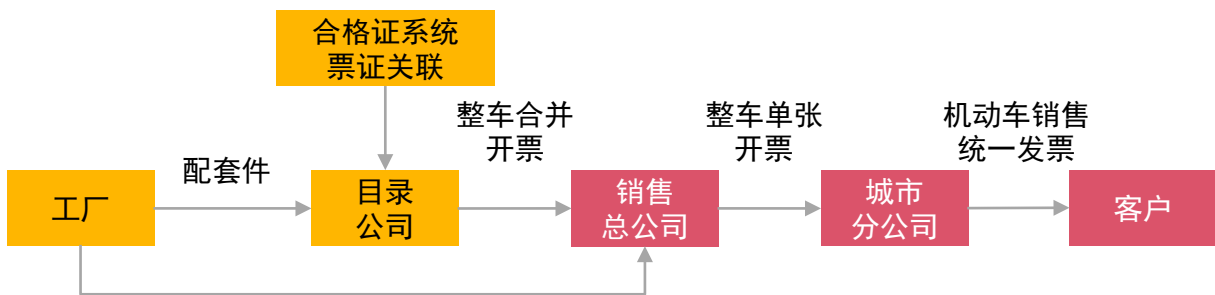 合格证系统
票证关联
整车合并
开票
整车单张
开票
机动车销售
统一发票
配套件
工厂
目录
公司
销售
总公司
城市
分公司
客户